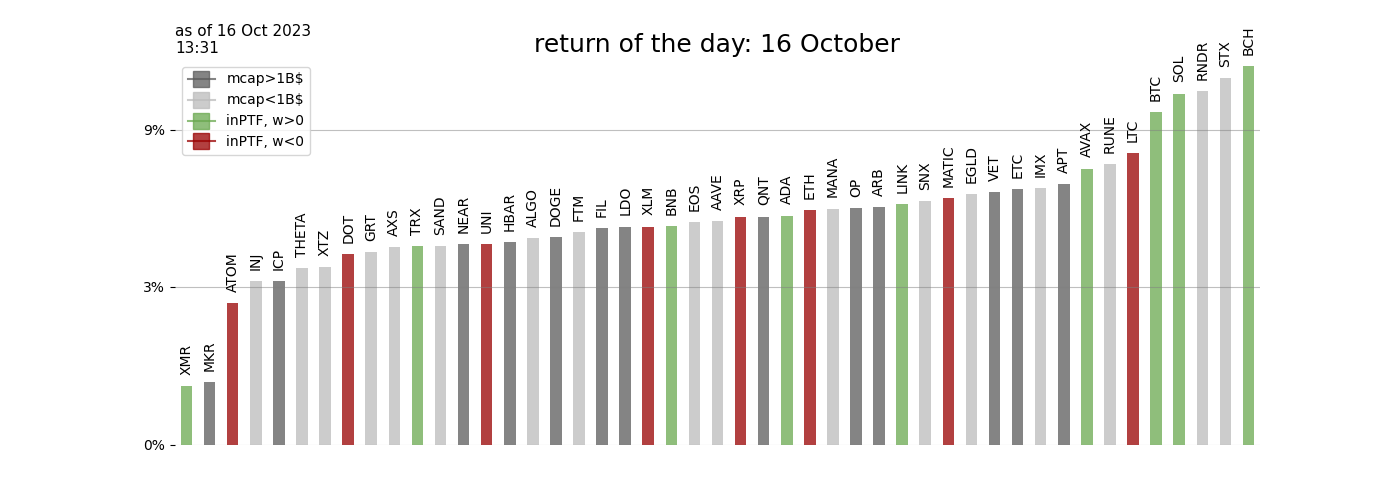 as of 16 Oct 2023
13:31
return of the day: 16 October
mcap>1B$
mcap<1B$
inPTF, w>0
inPTF, w<0
9%
3%
0%
XMR
MKR
ATOM
INJ
ICP
THETA
XTZ
DOT
GRT
AXS
TRX
SAND
NEAR
UNI
HBAR
ALGO
DOGE
FTM
FIL
LDO
XLM
BNB
EOS
AAVE
XRP
QNT
ADA
ETH
MANA
OP
ARB
LINK
SNX
MATIC
EGLD
VET
ETC
IMX
APT
AVAX
RUNE
LTC
BTC
SOL
RNDR
STX
BCH